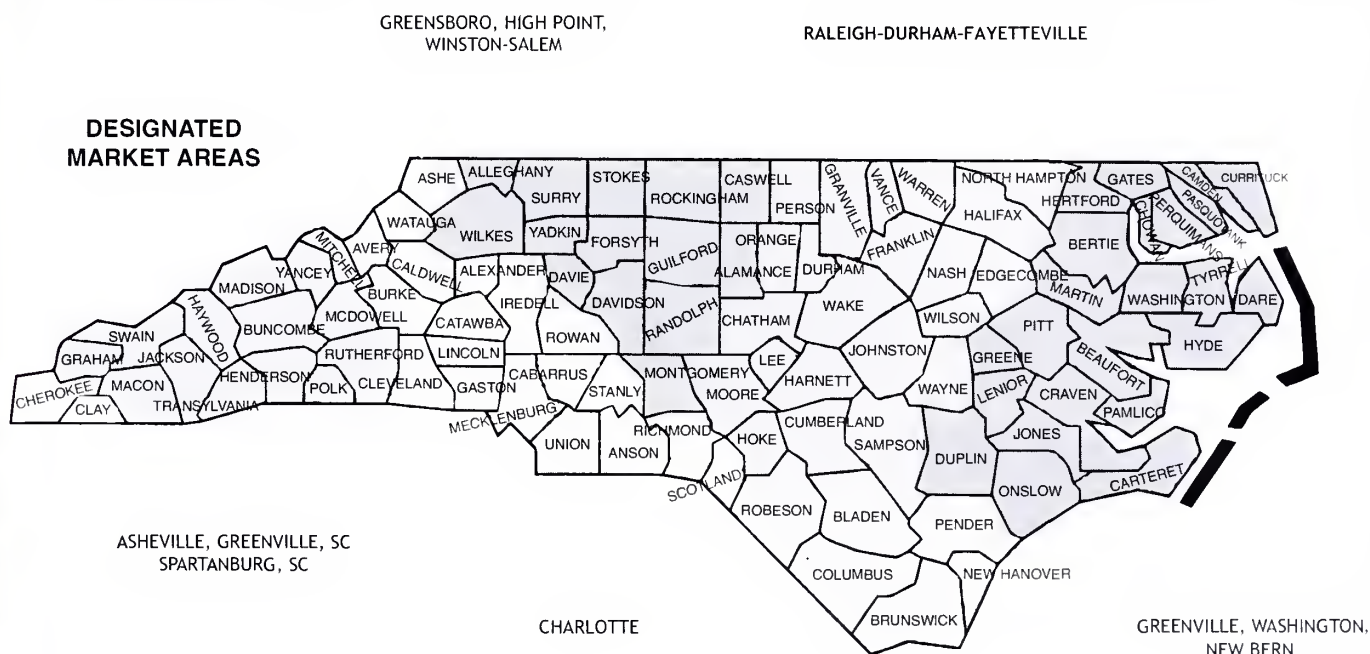 GREENSBORO, HIGH POINT,
WINSTON-SALEM
RALEIGH-DURHAM-FAYETTEVILLE
DESIGNATED
MARKET AREAS
ASHE
ALLEGHANY
SURRY
STOKES
ROCKINGHAM
CASWELL
PERSON
GRANVILLE
VANCE
WARREN
NORTH HAMPTON
HALIFAX
HERTFORD
GATES
CAMDEN
CURRITUCK
PASQUOTANK
PERQUIMANS
CHOWAN
BERTIE
WATAUGA
WILKES
YADKIN
FORSYTH
GUILFORD
ALAMANCE
ORANGE
DURHAM
FRANKLIN
NASH
EDGECOMBE
MARTIN
WASHINGTON
TYRRELL
DARE
MITCHELL
AVERY
CALDWELL
ALEXANDER
DAVIE
DAVIDSON
RANDOLPH
CHATHAM
WAKE
WILSON
PITT
BEAUFORT
HYDE
MADISON
YANCEY
BURKE
IREDELL
ROWAN
HAYWOOD
BUNCOMBE
MCDOWELL
CATAWBA
SWAIN
GRAHAM
JACKSON
HENDERSON
RUTHERFORD
LINCOLN
CABARRUS
STANLY
MONTGOMERY
MOORE
LEE
HARNETT
JOHNSTON
WAYNE
GREENE
LENIOR
CRAVEN
PAMLICO
CHEROKEE
MACON
CLAY
TRANSYLVANIA
POLK
CLEVELAND
GASTON
MECKLENBURG
UNION
ANSON
RICHMOND
SCOTLAND
HOKE
CUMBERLAND
SAMPSON
DUPLIN
JONES
ONSLOW
CARTERET
ROBESON
BLADEN
PENDER
COLUMBUS
NEW HANOVER
BRUNSWICK
ASHEVILLE, GREENVILLE, SC
SPARTANBURG, SC
CHARLOTTE
GREENVILLE, WASHINGTON,
NEW BERN